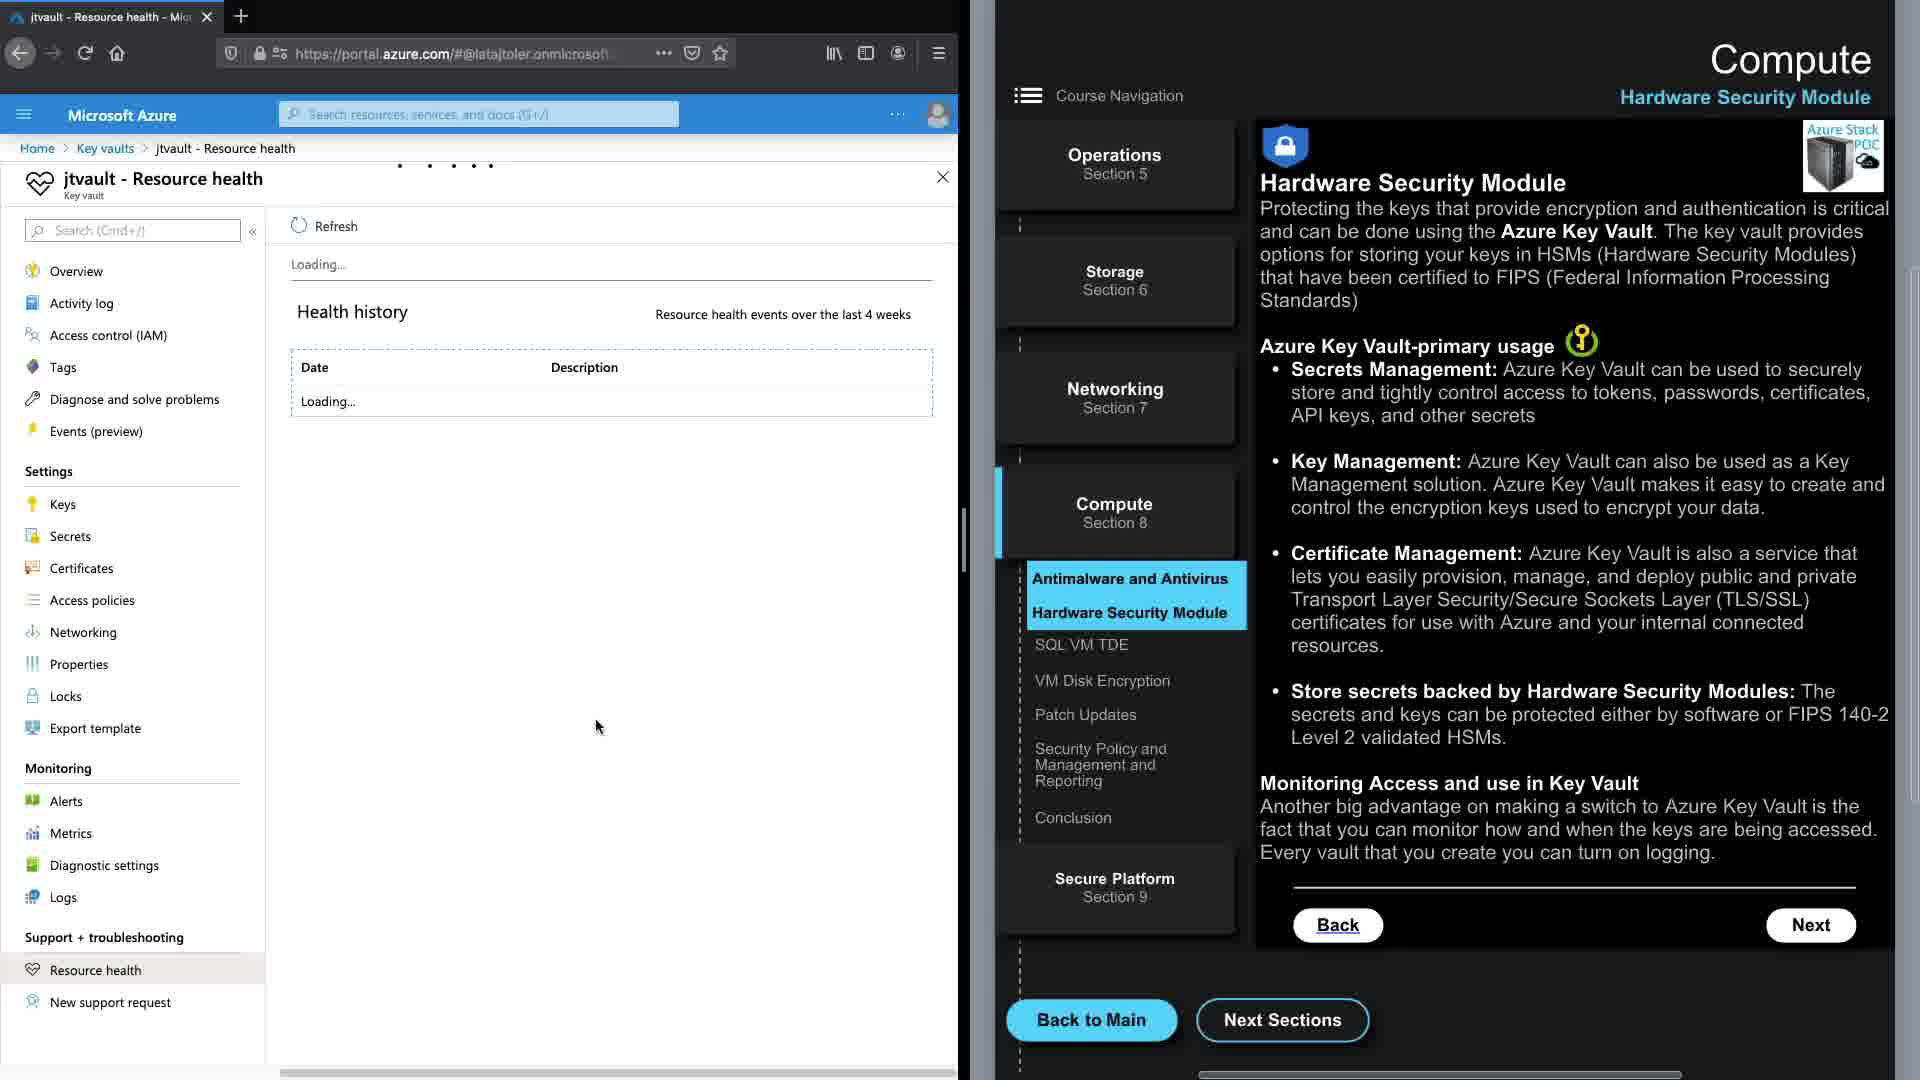 jtvault - Resource health - Mic
https://portal.azure.com/#@latajtoler.onmicrosoft
Microsoft Azure
Search resources, services, and docs (G+/)
Home > Key vaults > jtvault - Resource health
jtvault - Resource health
Key vault
Search (Cmd+/)
Overview
Activity log
Access control (IAM)
Tags
Diagnose and solve problems
Events (preview)
Settings
Keys
Secrets
Certificates
Access policies
Networking
Properties
Locks
Export template
Monitoring
Alerts
Metrics
Diagnostic settings
Logs
Support + troubleshooting
Resource health
New support request
Refresh
Loading...
Health history
Resource health events over the last 4 weeks
Date Description
Loading...
Compute
Hardware Security Module
Course Navigation
Operations
Section 5
Storage
Section 6
Networking
Section 7
Compute
Section 8
Antimalware and Antivirus
Hardware Security Module
SQL VM TDE
VM Disk Encryption
Patch Updates
Security Policy and
Management and
Reporting
Conclusion
Secure Platform
Section 9
Azure Stack
POC
Hardware Security Module
Protecting the keys that provide encryption and authentication is critical
and can be done using the Azure Key Vault. The key vault provides
options for storing your keys in HSMs (Hardware Security Modules)
that have been certified to FIPS (Federal Information Processing
Standards)
Azure Key Vault-primary usage
• Secrets Management: Azure Key Vault can be used to securely
store and tightly control access to tokens, passwords, certificates,
API keys, and other secrets
• Key Management: Azure Key Vault can also be used as a Key
Management solution. Azure Key Vault makes it easy to create and
control the encryption keys used to encrypt your data.
• Certificate Management: Azure Key Vault is also a service that
lets you easily provision, manage, and deploy public and private
Transport Layer Security/Secure Sockets Layer (TLS/SSL)
certificates for use with Azure and your internal connected
resources.
• Store secrets backed by Hardware Security Modules: The
secrets and keys can be protected either by software or FIPS 140-2
Level 2 validated HSMs.
Monitoring Access and use in Key Vault
Another big advantage on making a switch to Azure Key Vault is the
fact that you can monitor how and when the keys are being accessed.
Every vault that you create you can turn on logging.
Back
Next
Back to Main
Next Sections